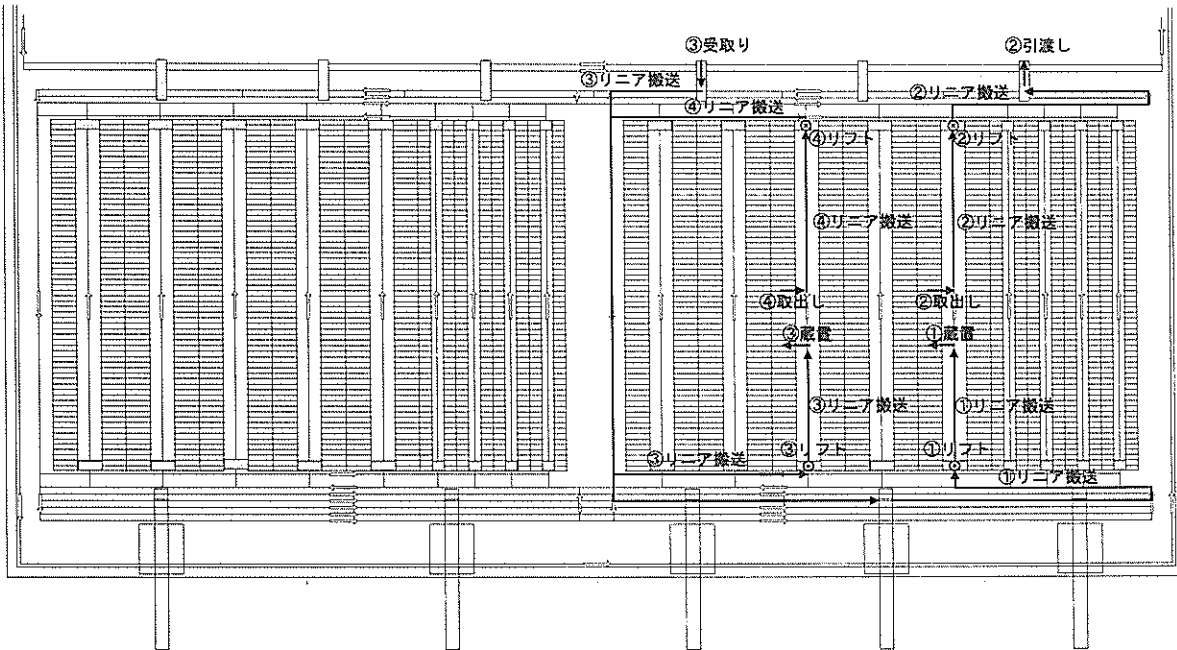 ③受取り
②引渡し
③リニア搬送
②リニア搬送
④リニア搬送
④リフト
②リフト
④リニア搬送
②リニア搬送
④取出し
②取出し
③蔵置
①蔵置
③リニア搬送
①リニア搬送
③リニア搬送
③リフト
①リフト
①リニア搬送